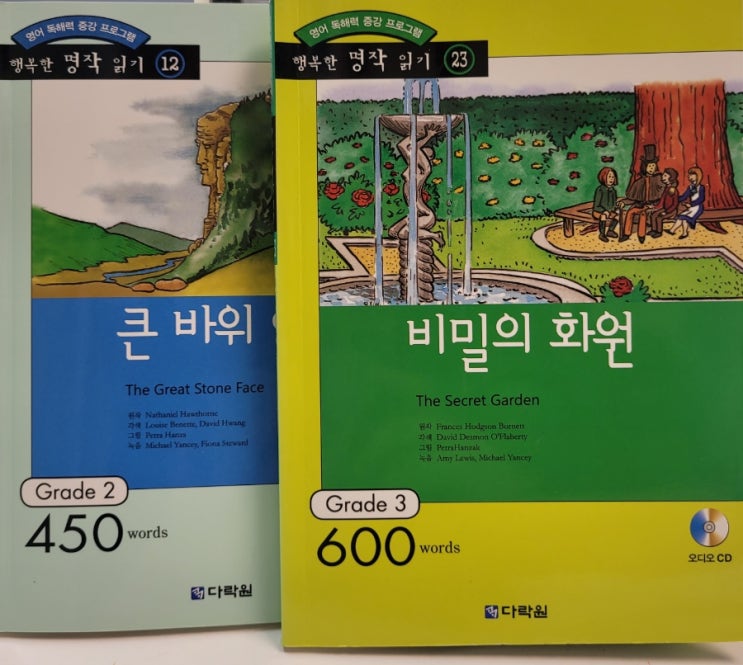 영어 독해력 증강 프로그램
행복한 명작 읽기 12
큰 바위
The Great Stone Face
원작 Nathaniel Hawthorne
각색 Louise Benette, David Hwang
그림 Petra Hanza
녹음 Michael Yancey, Fiona Steward
Grade 2
450 words
다락원
영어 독해력 증강 프로그램
행복한 명작 읽기 23
비밀의 화원
The Secret Garden
원작 Frances Hodgson Burnett
각색 David Desmon O'Flaherty
그림 PetraHanzak
녹음 Amy Lewis, Michael Yancey
Grade 3
600 words
오디오 CD
다락원